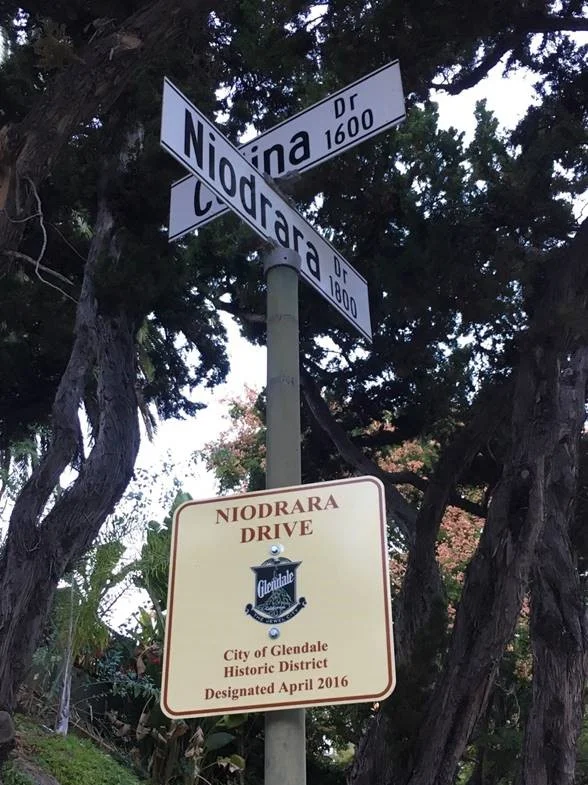 Niodrara Dr
1800
Dr
1600
NIODRARA
DRIVE
Glendale
California
THE JEWEL CITY
City of Glendale
Historic District
Designated April 2016